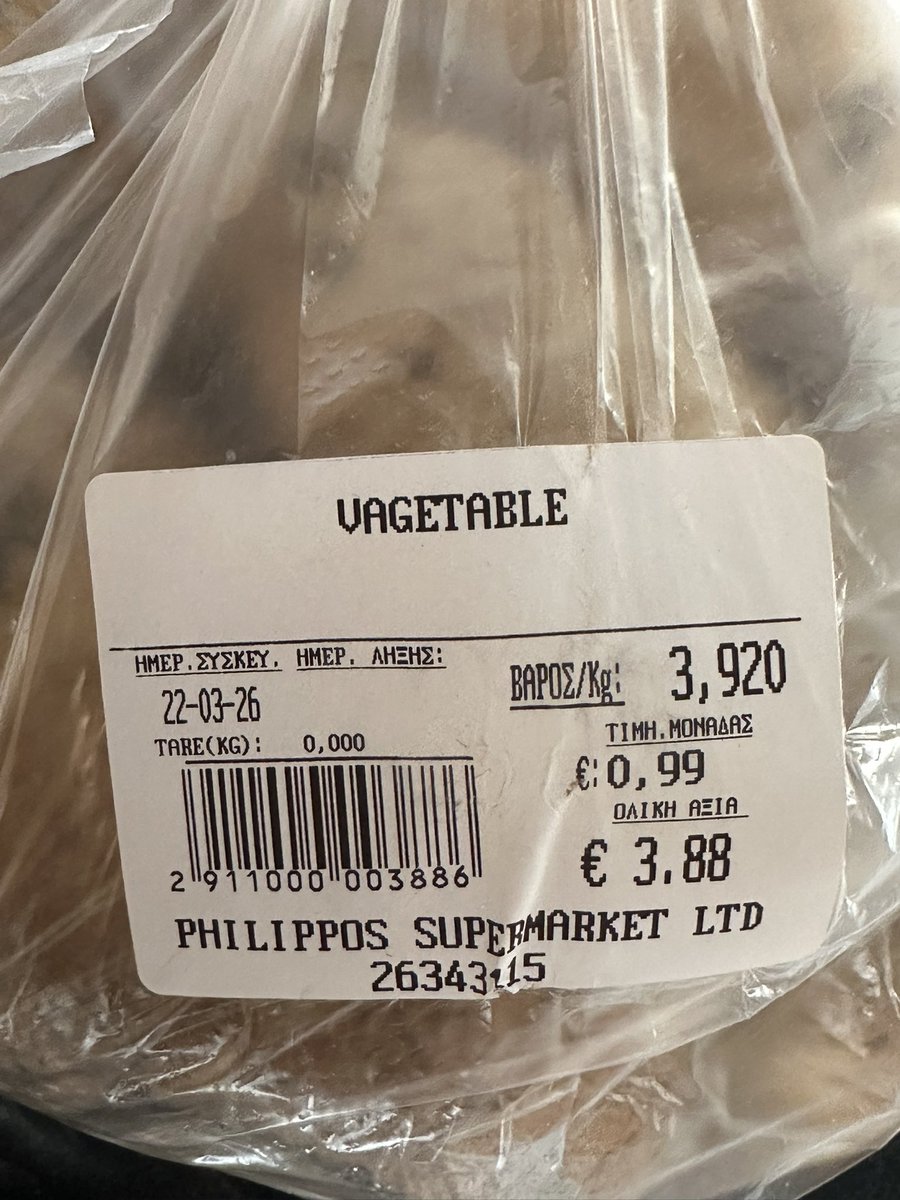 VAGETABLE
ΗΜΕΡ.ΣΥΣΚΕΥ. ΗΜΕΡ. ΛΗΞΗΣ:
22-03-26
TARE(KG): 0,000
2 911000 003886
ΒΑΡΟΣ/Kg: 3,920
ΤΙΜΗ.ΜΟΝΑΔΑΣ
€: 0,99
ΟΛΙΚΗ ΑΞΙΑ
€ 3.88
PHILIPPOS SUPERMARKET LTD